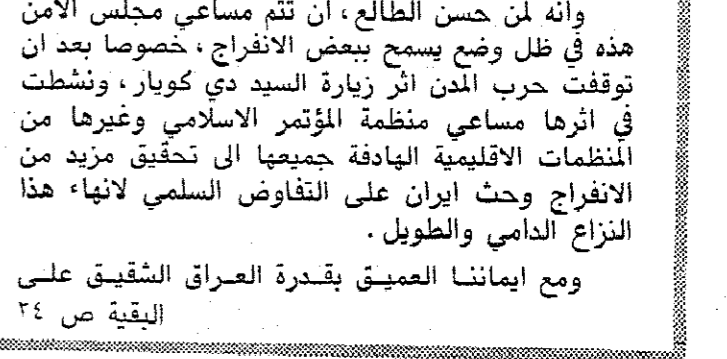 وانه لمن حسن الطالع ، ان تتم مساعي مجلس الامن
هذه في ظل وضع يسمح ببعض الانفراج ، خصوصا بعد ان
توقفت حرب المدن اثر زيارة السيد دي كويار ، ونشطت
في اثرها مساعي منظمة المؤتمر الاسلامي وغيرها من
المنظمات الاقليمية الهادفة جميعها الى تحقيق مزيد من
الانفراج وحث ايران على التفاوض السلمي لانهاء هذا
النزاع الدامي والطويل .
ومع ايماننا العميق بقدرة العراق الشقيق على
البقية ص ٢٤